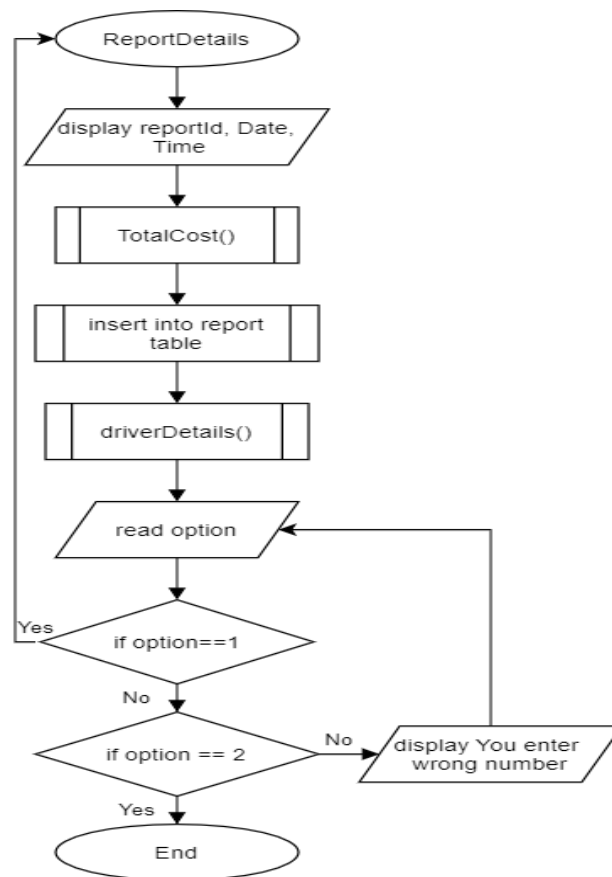 ReportDetails
display reportId, Date,
Time
TotalCost()
insert into report
table
driverDetails()
read option
Yes
if option==1
No
if option == 2
No
display You enter
wrong number
Yes
End